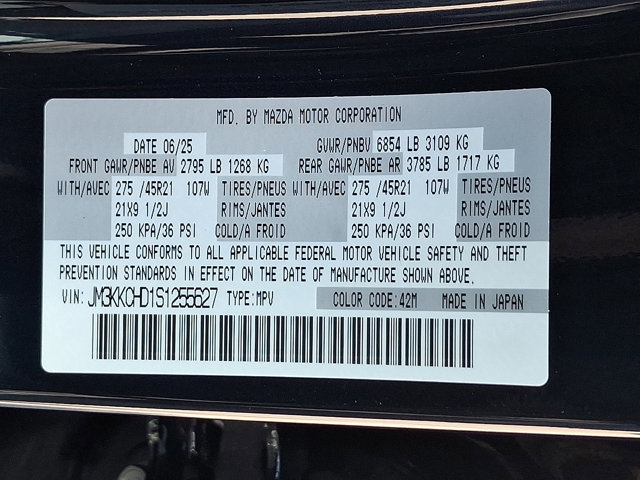 MFD. BY MAZDA MOTOR CORPORATION
DATE 06/25 GVWR/PNBV 6854 LB 3109 KG
FRONT GAWR/PNBE AV 2795 LB 1268 KG REAR GAWR/PNBE AR 3785 LB 1717 KG
WITH/AVEC 275 /45R21 107W TIRES/PNEUS WITH/AVEC 275 /45R21 107W TIRES/PNEUS
21X9 1/2J RIMS/JANTES 21X9 1/2J RIMS/JANTES
250 KPA/36 PSI COLD/A FROID 250 KPA/36 PSI COLD/A FROID
THIS VEHICLE CONFORMS TO ALL APPLICABLE FEDERAL MOTOR VEHICLE SAFETY AND THEFT
PREVENTION STANDARDS IN EFFECT ON THE DATE OF MANUFACTURE SHOWN ABOVE.
VIN: JM3KKCHD1S1255627 TYPE:MPV COLOR CODE:42M MADE IN JAPAN